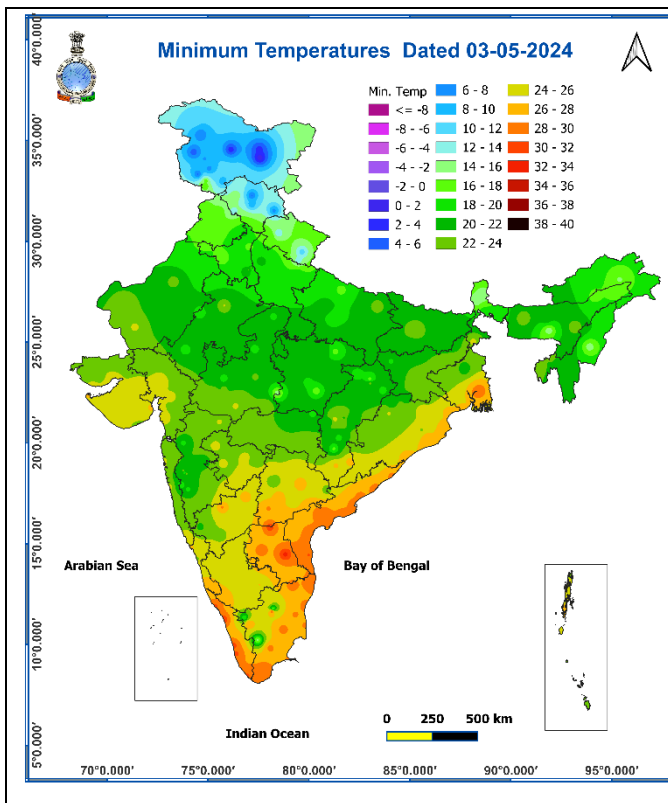 Minimum Temperatures Dated 03-05-2024
Min. Temp
<= -8
-8 - -6
-6 - -4
-4 - -2
-2 - 0
0 - 2
2 - 4
4 - 6
6 - 8
8 - 10
10 - 12
12 - 14
14 - 16
16 - 18
18 - 20
20 - 22
22 - 24
24 - 26
26 - 28
28 - 30
30 - 32
32 - 34
34 - 36
36 - 38
38 - 40
40°0.000'
35°0.000'
30°0.000'
25°0.000'
20°0.000'
15°0.000'
10°0.000'
5°0.000'
Arabian Sea
Bay of Bengal
Indian Ocean
0 250 500 km
70°0.000' 75°0.000' 80°0.000' 85°0.000' 90°0.000' 95°0.000'